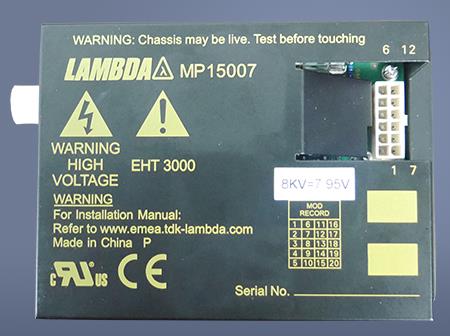 WARNING: Chassis may be live. Test before touching
LAMBDA λ MP15007
6 12
WARNING
HIGH
VOLTAGE
EHT 3000
1 7
8KV=7.95V
WARNING
For Installation Manual:
Refer to www.emea.tdk-lambda.com
Made in China P
MOD
RECORD
1 6 11 16
2 7 12 17
3 8 13 18
4 9 14 19
5 10 15 20
c RU US CE
Serial No.